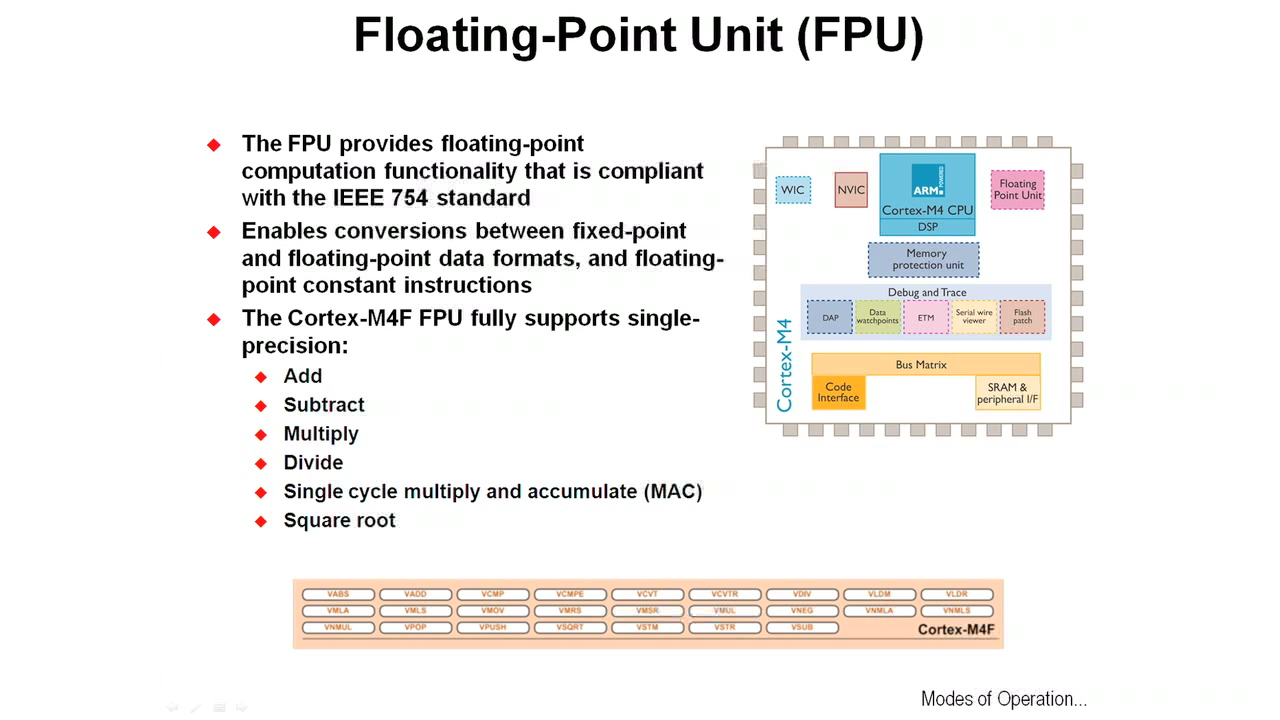 Floating-Point Unit (FPU)
The FPU provides floating-point
computation functionality that is compliant
with the IEEE 754 standard
Enables conversions between fixed-point
and floating-point data formats, and floating-
point constant instructions
The Cortex-M4F FPU fully supports single-
precision:
Add
Subtract
Multiply
Divide
Single cycle multiply and accumulate (MAC)
Square root
WIC
NVIC
ARM POWERED
Cortex-M4 CPU
DSP
Floating
Point Unit
Memory
protection unit
Debug and Trace
DAP
Data
watchpoints
ETM
Serial wire
viewer
Flash
patch
Cortex-M4
Bus Matrix
Code
Interface
SRAM &
peripheral I/F
VABS VADD VCMP VCMPE VCVT VCVTR VDIV VLDM VLDR
VMLA VMLS VMOV VMRS VMSR VMUL VNEG VNMLA VNMLS
VNMUL VPOP VPUSH VSQRT VSTM VSTR VSUB
Cortex-M4F
Modes of Operation...